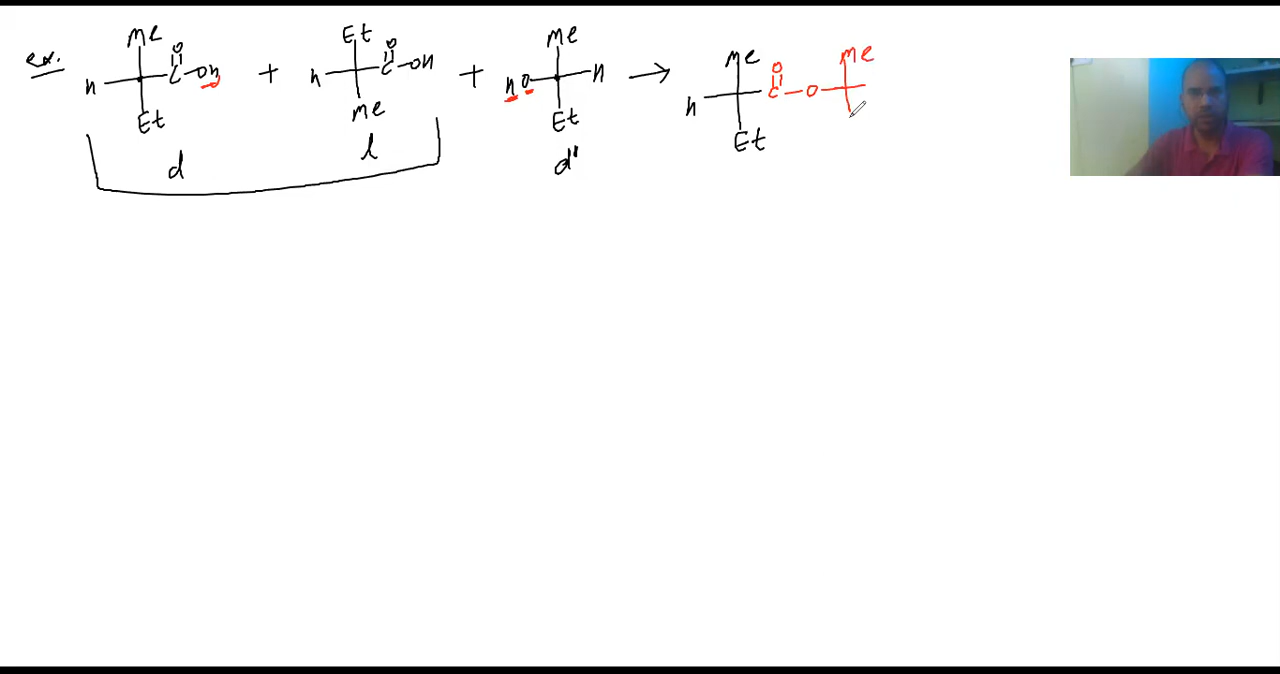 ex.
Me Et Me Me Me
O O O
H C OH + H C OH + HO H → H C O
Et Me Et Et
d l d'